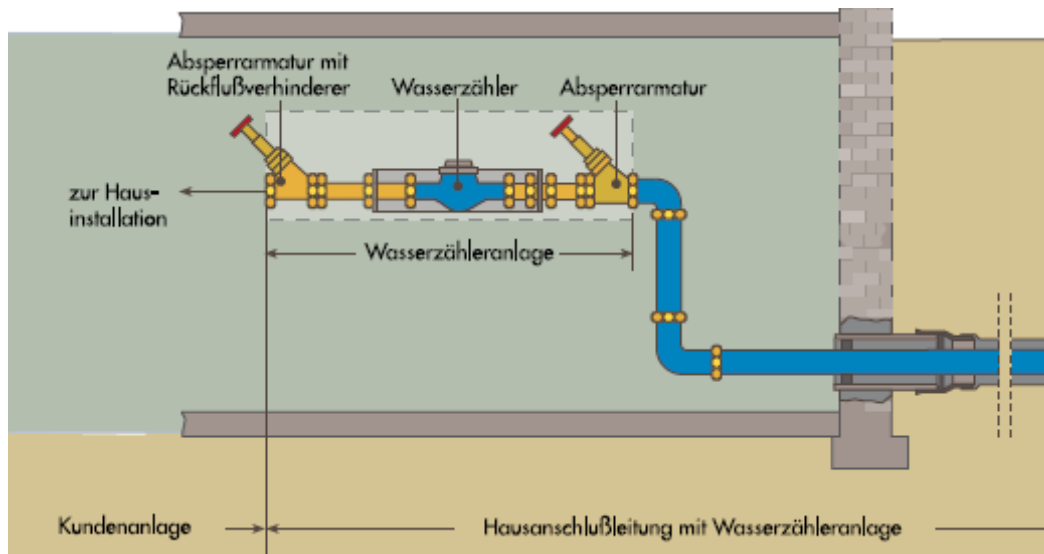 Absperrarmatur mit
Rückflußverhinderer
Wasserzähler
Absperrarmatur
zur Haus-
installation
Wasserzähleranlage
Kundenanlage
Hausanschlußleitung mit Wasserzähleranlage